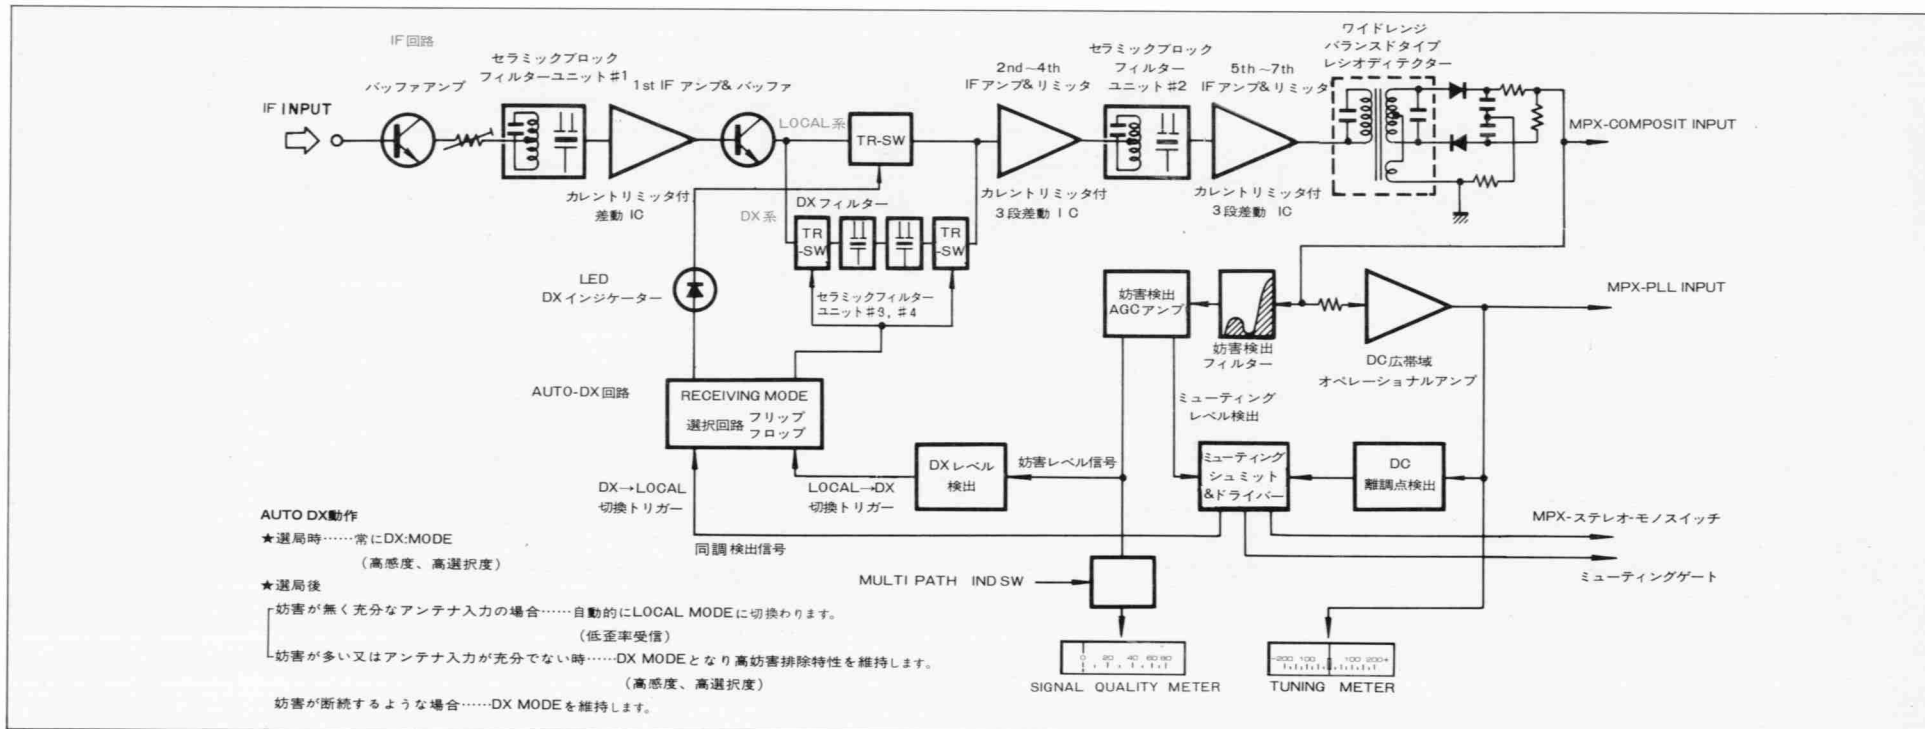 IF回路
バッファアンプ
IF INPUT
セラミックブロック
フィルターユニット#1
1st IF アンプ& バッファ
LOCAL系
TR-SW
2nd~4th
IFアンプ&リミッタ
セラミックブロック
フィルター
ユニット#2
5th~7th
IFアンプ&リミッタ
ワイドレンジ
バランスドタイプ
レシオディテクター
MPX-COMPOSIT INPUT
カレントリミッタ付
差動 IC
DX系
DXフィルター
TR
-SW
TR
-SW
カレントリミッタ付
3段差動 IC
カレントリミッタ付
3段差動 IC
LED
DXインジケーター
セラミックフィルター
ユニット#3, #4
妨害検出
AGCアンプ
妨害検出
フィルター
DC広帯域
オペレーショナルアンプ
MPX-PLL INPUT
AUTO-DX回路
RECEIVING MODE
選択回路 フリップ
フロップ
ミューティング
レベル検出
DXレベル
検出
妨害レベル信号
ミューティング
シュミット
&ドライバー
DC
離調点検出
DX→LOCAL
切換トリガー
LOCAL→DX
切換トリガー
同調検出信号
MPX-ステレオ-モノスイッチ
ミューティングゲート
MULTI PATH IND SW
0 20 40 60 80
SIGNAL QUALITY METER
-200 100 100 200+
TUNING METER
AUTO DX動作
★選局時……常にDX:MODE
(高感度、高選択度)
★選局後
妨害が無く充分なアンテナ入力の場合……自動的にLOCAL MODEに切換わります。
(低歪率受信)
妨害が多い又はアンテナ入力が充分でない時……DX MODEとなり高妨害排除特性を維持します。
(高感度、高選択度)
妨害が断続するような場合……DX MODEを維持します。